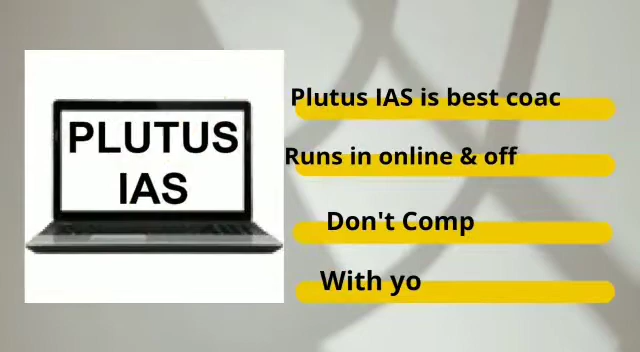 PLUTUS
IAS
Plutus IAS is best coac
Runs in online & off
Don't Comp
With yo